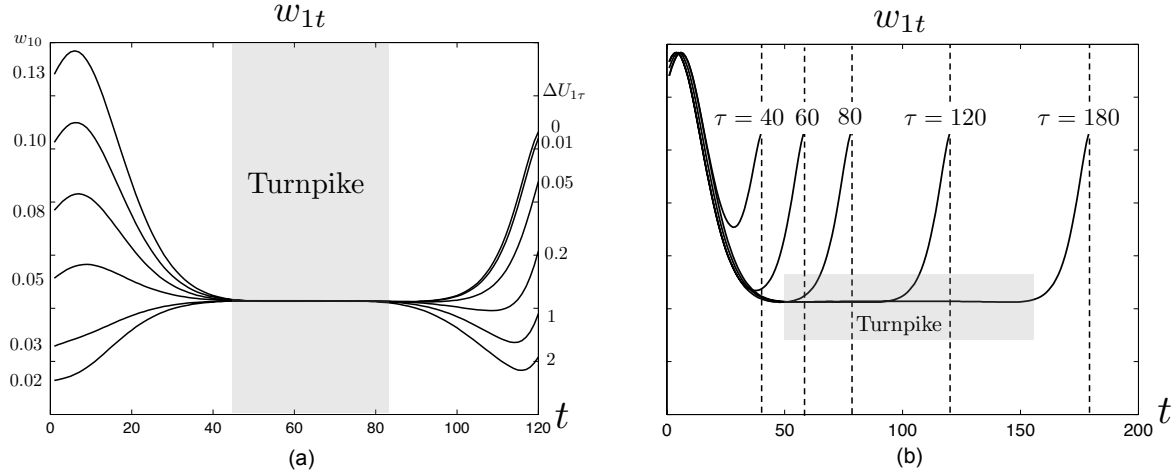 w₁ₜ
w₁₀
0.13
0.10
0.08
0.05
0.03
0.02
Turnpike
ΔU₁τ
0
0.01
0.05
0.2
1
2
0 20 40 60 80 100 120 t
(a)
w₁ₜ
τ = 40 60 80 τ = 120 τ = 180
Turnpike
0 50 100 150 200 t
(b)